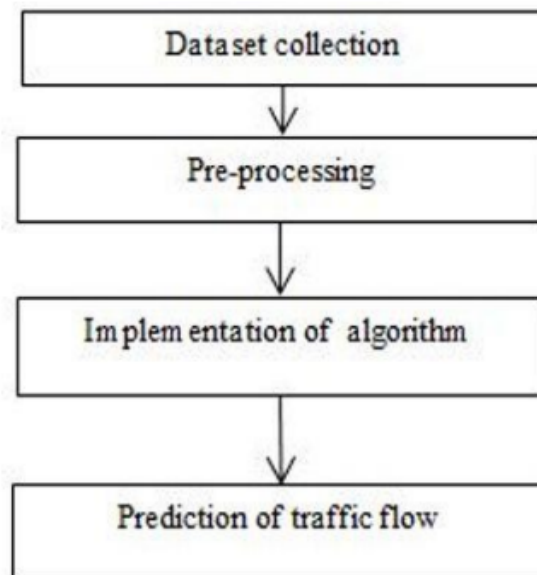 Dataset collection
Pre-processing
Implementation of algorithm
Prediction of traffic flow